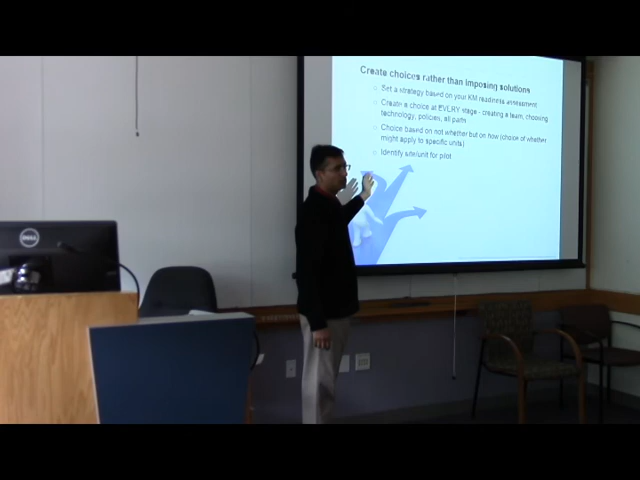 Create choices rather than imposing solutions
Set a strategy based on your KM readiness assessment
Create a choice at EVERY stage - creating a team, choosing
technology, policies, all parts
Choice based on not whether but on how (choice of whether
might apply to specific units)
Identify site/unit for pilot
DELL